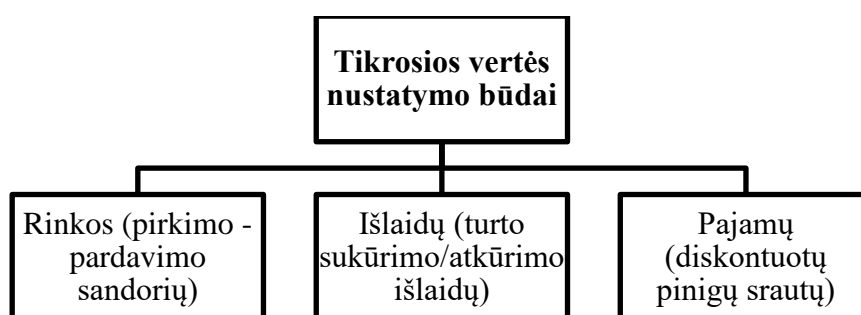 Tikrosios vertės
nustatymo būdai
Rinkos (pirkimo -
pardavimo
sandorių)
Išlaidų (turto
sukūrimo/atkūrimo
išlaidų)
Pajamų
(diskontuotų
pinigų srautų)